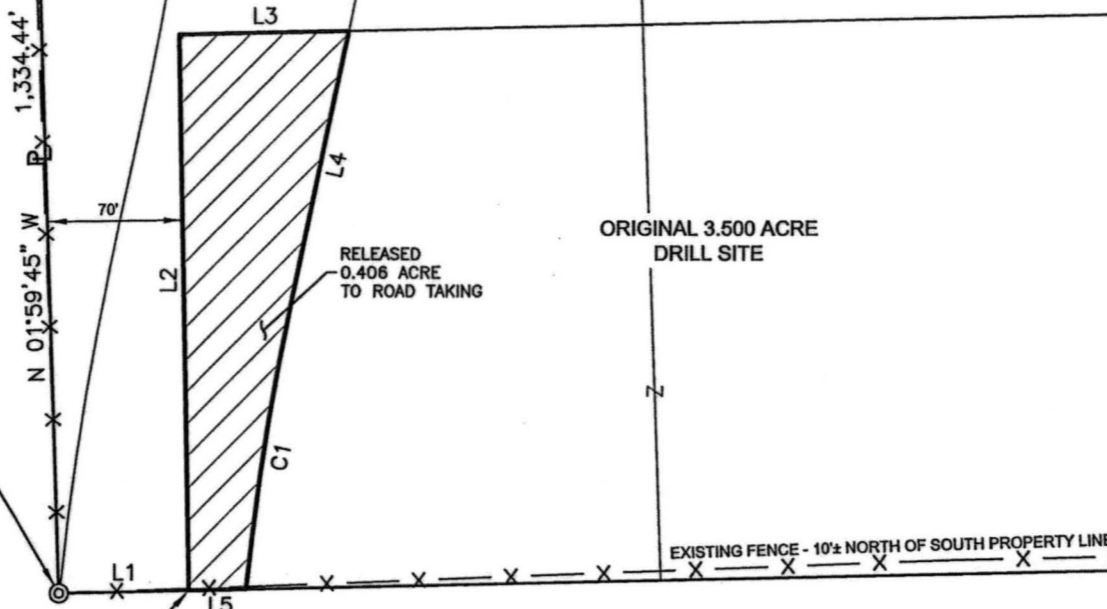 L3
N 01°59'45" W 1,334.44'
P
L4
70'
ORIGINAL 3.500 ACRE
DRILL SITE
RELEASED
0.406 ACRE
TO ROAD TAKING
L2
Z
C1
EXISTING FENCE - 10'± NORTH OF SOUTH PROPERTY LINE
L1
L5